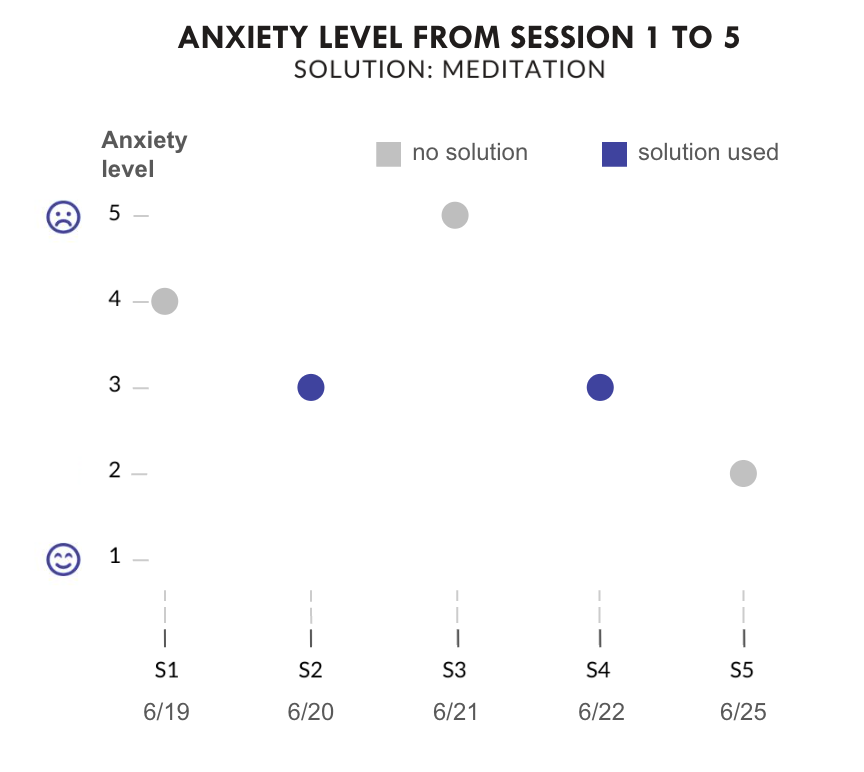 ANXIETY LEVEL FROM SESSION 1 TO 5
SOLUTION: MEDITATION
Anxiety
level
no solution
solution used
5
4
3
2
1
S1
S2
S3
S4
S5
6/19
6/20
6/21
6/22
6/25